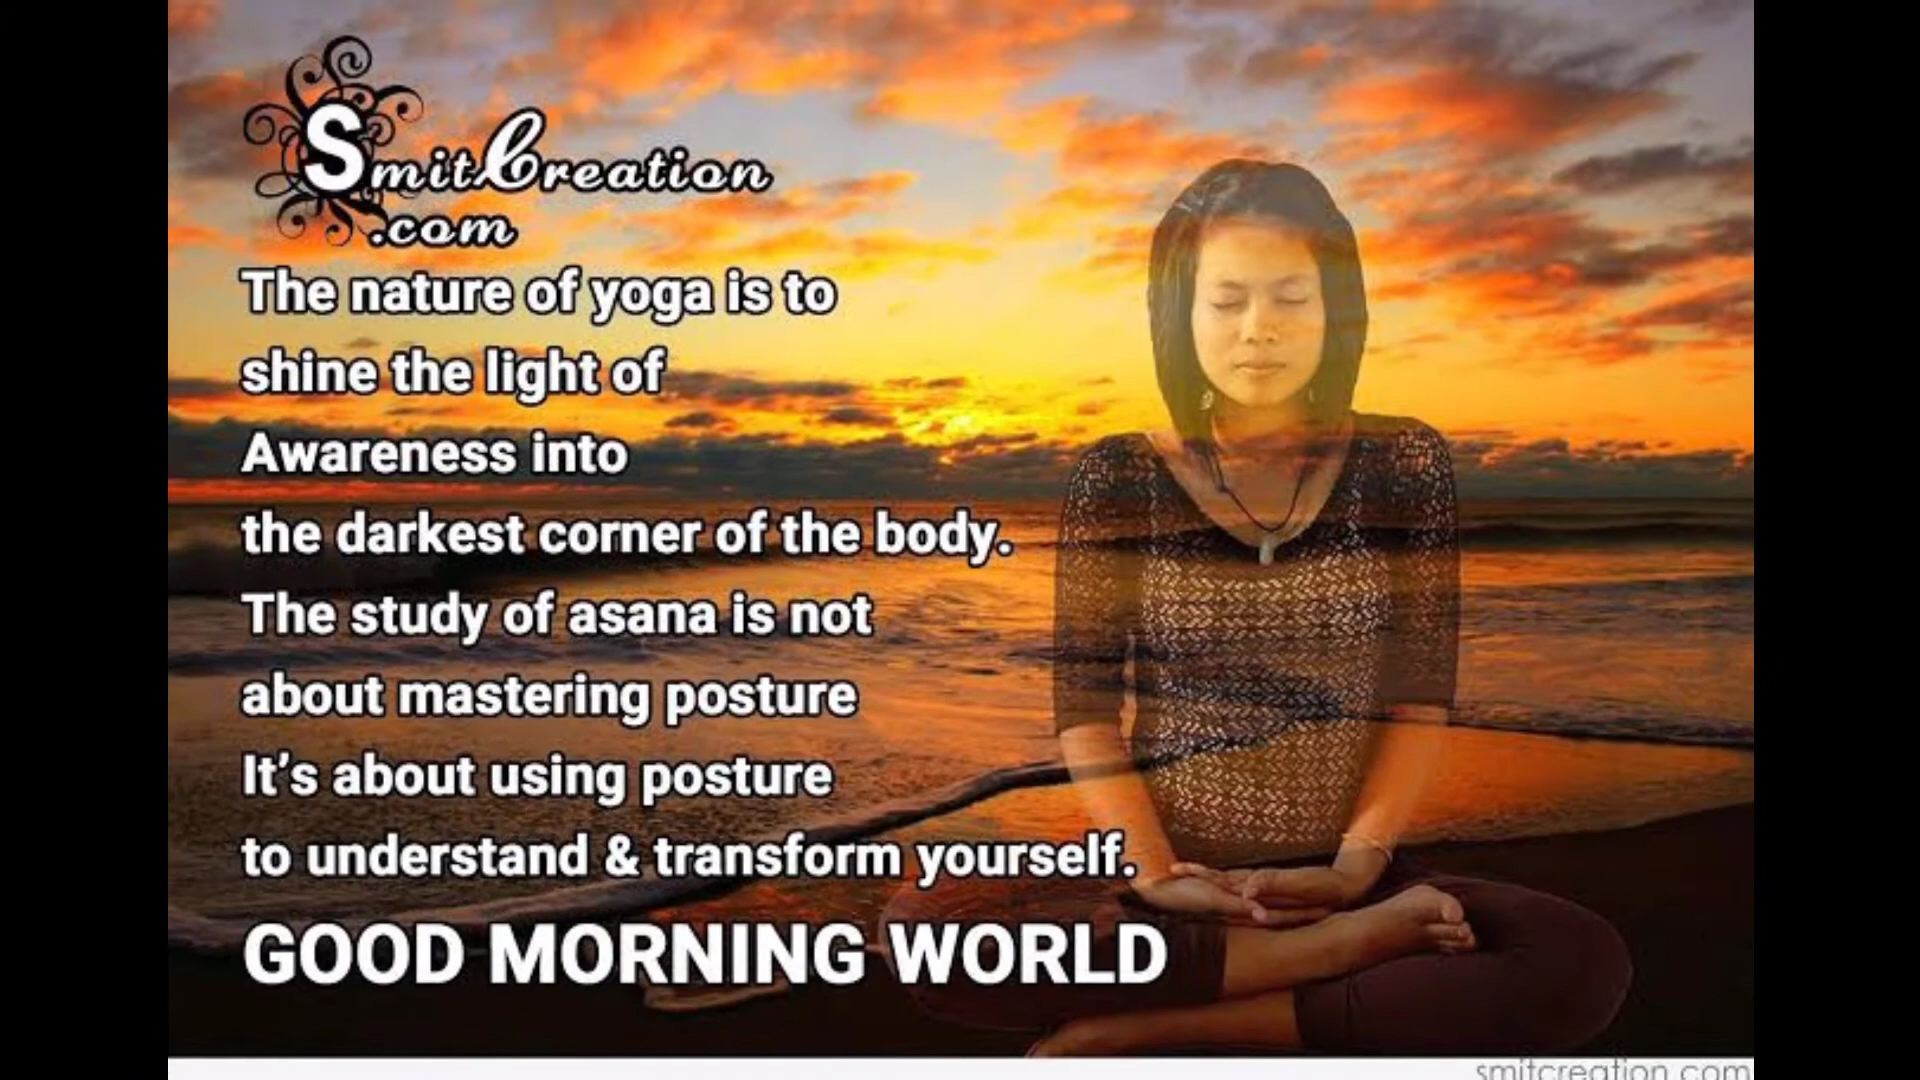 SmitCreation
.com
The nature of yoga is to
shine the light of
Awareness into
the darkest corner of the body.
The study of asana is not
about mastering posture
It's about using posture
to understand & transform yourself.
GOOD MORNING WORLD
smitcreation.com